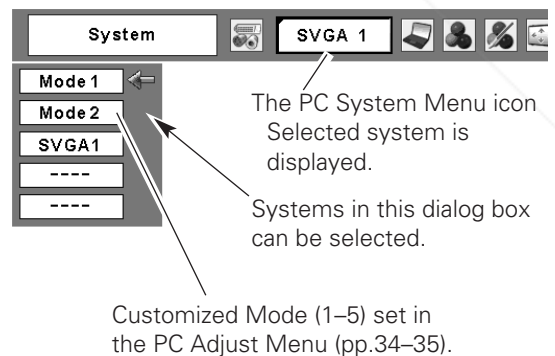 System
SVGA 1
Mode 1
Mode 2
SVGA1
----
----
The PC System Menu icon
Selected system is
displayed.
Systems in this dialog box
can be selected.
Customized Mode (1–5) set in
the PC Adjust Menu (pp.34–35).